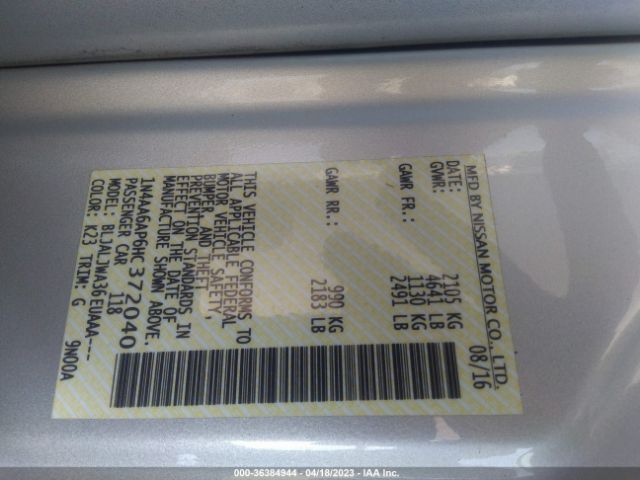 MFD BY NISSAN MOTOR CO., LTD.
DATE: 08/16
GVWR: 2105 KG
4641 LB
GAWR FR.: 1130 KG
2491 LB
GAWR RR.: 990 KG
2183 LB
THIS VEHICLE CONFORMS TO
ALL APPLICABLE FEDERAL
MOTOR VEHICLE SAFETY,
BUMPER, AND THEFT
PREVENTION STANDARDS IN
EFFECT ON THE DATE OF
MANUFACTURE SHOWN ABOVE.
1N4AA6AP6HC372040
PASSENGER CAR 118
MODEL: BLJALJWA36EUAAA---
COLOR: K23 TRIM: G 9N00A
000-36384944 - 04/18/2023 - IAA Inc.